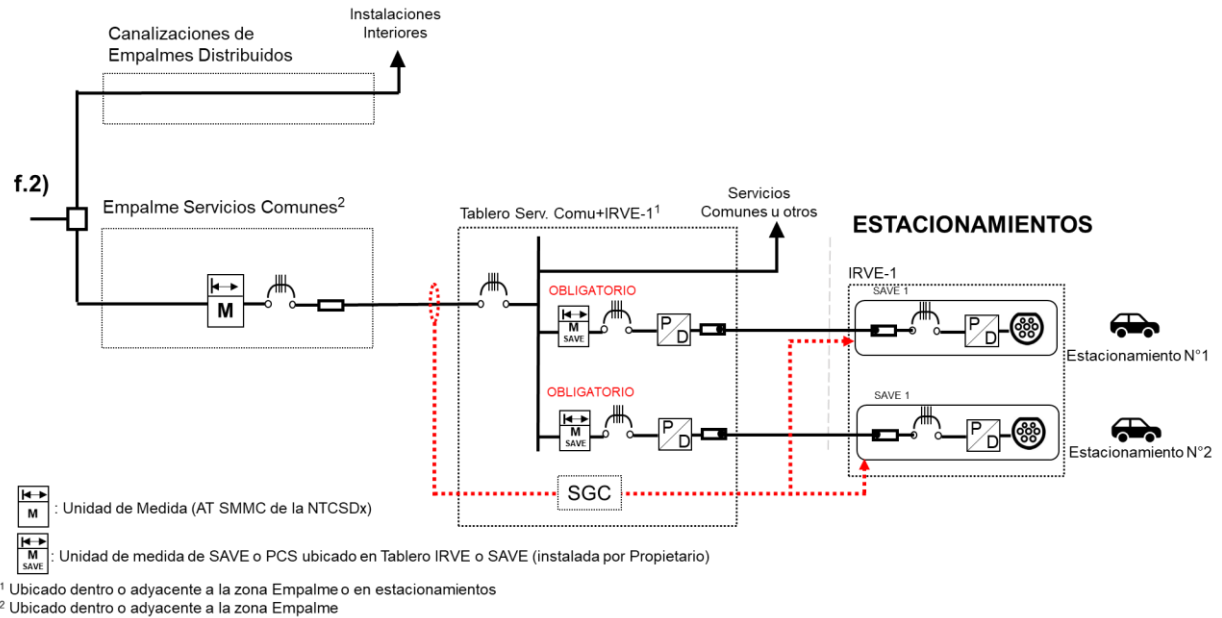 Instalaciones
Interiores
Canalizaciones de
Empalmes Distribuidos
f.2)
Empalme Servicios Comunes²
M
Tablero Serv. Comu+IRVE-1¹
Servicios
Comunes u otros
ESTACIONAMIENTOS
IRVE-1
OBLIGATORIO
M
SAVE
P
D
SAVE 1
P
D
Estacionamiento N°1
OBLIGATORIO
M
SAVE
P
D
SAVE 1
P
D
Estacionamiento N°2
SGC
M
: Unidad de Medida (AT SMMC de la NTCSDx)
M
SAVE
: Unidad de medida de SAVE o PCS ubicado en Tablero IRVE o SAVE (instalada por Propietario)
¹ Ubicado dentro o adyacente a la zona Empalme o en estacionamientos
² Ubicado dentro o adyacente a la zona Empalme